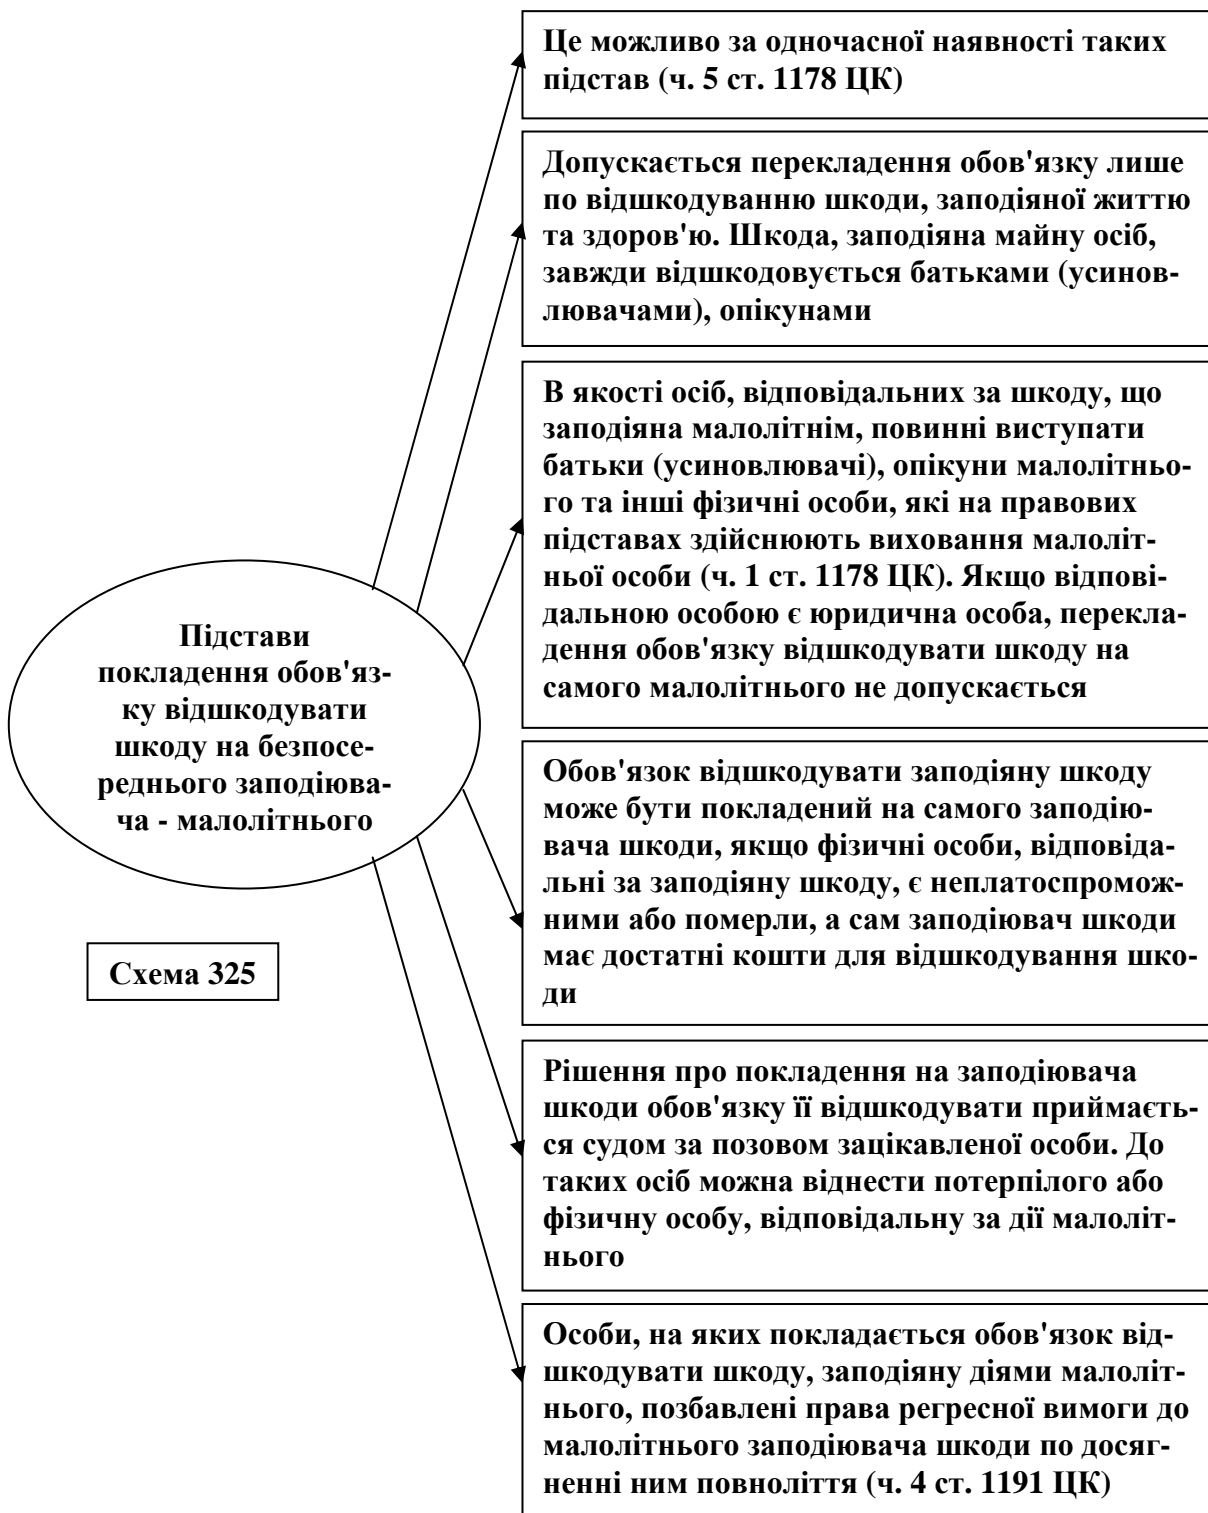 Це можливо за одночасної наявності таких
підстав (ч. 5 ст. 1178 ЦК)
Допускається перекладення обов'язку лише
по відшкодуванню шкоди, заподіяної життю
та здоров'ю. Шкода, заподіяна майну осіб,
завжди відшкодовується батьками (усинов-
лювачами), опікунами
В якості осіб, відповідальних за шкоду, що
заподіяна малолітнім, повинні виступати
батьки (усиновлювачі), опікуни малолітньо-
го та інші фізичні особи, які на правових
підставах здійснюють виховання малоліт-
ньої особи (ч. 1 ст. 1178 ЦК). Якщо відпові-
дальною особою є юридична особа, перекла-
дення обов'язку відшкодувати шкоду на
самого малолітнього не допускається
Підстави
покладення обов'яз-
ку відшкодувати
шкоду на безпосе-
реднього заподіюва-
ча - малолітнього
Обов'язок відшкодувати заподіяну шкоду
може бути покладений на самого заподію-
вача шкоди, якщо фізичні особи, відповіда-
льні за заподіяну шкоду, є неплатоспромож-
ними або померли, а сам заподіювач шкоди
має достатні кошти для відшкодування шко-
ди
Схема 325
Рішення про покладення на заподіювача
шкоди обов'язку її відшкодувати приймаєть-
ся судом за позовом зацікавленої особи. До
таких осіб можна віднести потерпілого або
фізичну особу, відповідальну за дії малоліт-
нього
Особи, на яких покладається обов'язок від-
шкодувати шкоду, заподіяну діями малоліт-
нього, позбавлені права регресної вимоги до
малолітнього заподіювача шкоди по досяг-
ненні ним повноліття (ч. 4 ст. 1191 ЦК)